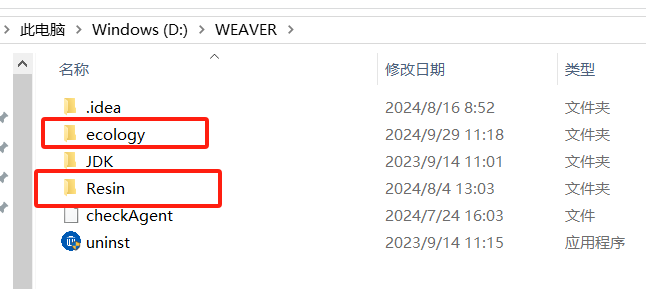 此电脑 > Windows (D:) > WEAVER >
名称 修改日期 类型
.idea 2024/8/16 8:52 文件夹
ecology 2024/9/29 11:18 文件夹
JDK 2023/9/14 11:01 文件夹
Resin 2024/8/4 13:03 文件夹
checkAgent 2024/7/24 16:03 文件
uninst 2023/9/14 11:15 应用程序